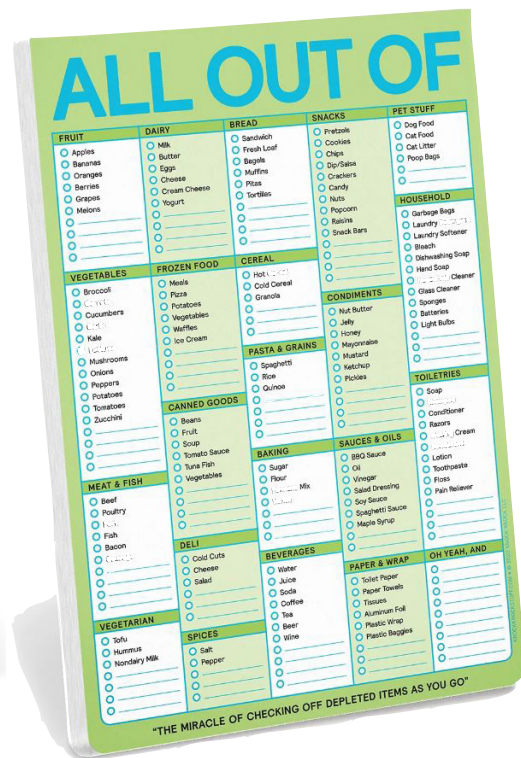 ALL OUT OF
FRUIT
Apples
Bananas
Oranges
Berries
Grapes
Melons
VEGETABLES
Broccoli
Cucumbers
Kale
Mushrooms
Onions
Peppers
Potatoes
Tomatoes
Zucchini
MEAT & FISH
Beef
Poultry
Fish
Bacon
VEGETARIAN
Tofu
Hummus
Nondairy Milk
DAIRY
Milk
Butter
Eggs
Cheese
Cream Cheese
Yogurt
FROZEN FOOD
Meals
Pizza
Potatoes
Vegetables
Waffles
Ice Cream
CANNED GOODS
Beans
Fruit
Soup
Tomato Sauce
Tuna Fish
Vegetables
DELI
Cold Cuts
Cheese
Salad
SPICES
Salt
Pepper
BREAD
Sandwich
Fresh Loaf
Bagels
Muffins
Pitas
Tortillas
CEREAL
Hot
Cold Cereal
Granola
PASTA & GRAINS
Spaghetti
Rice
Quinoa
BAKING
Sugar
Flour
Mix
BEVERAGES
Water
Juice
Soda
Coffee
Tea
Beer
Wine
SNACKS
Pretzels
Cookies
Chips
Dip/Salsa
Crackers
Candy
Nuts
Popcorn
Raisins
Snack Bars
CONDIMENTS
Nut Butter
Jelly
Honey
Mayonnaise
Mustard
Ketchup
Pickles
SAUCES & OILS
BBQ Sauce
Oil
Vinegar
Salad Dressing
Soy Sauce
Spaghetti Sauce
Maple Syrup
PAPER & WRAP
Toilet Paper
Paper Towels
Tissues
Aluminum Foil
Plastic Wrap
Plastic Baggies
PET STUFF
Dog Food
Cat Food
Cat Litter
Poop Bags
HOUSEHOLD
Garbage Bags
Laundry
Laundry Softener
Bleach
Dishwashing Soap
Hand Soap
Cleaner
Glass Cleaner
Sponges
Batteries
Light Bulbs
TOILETRIES
Soap
Conditioner
Razors
Cream
Lotion
Toothpaste
Floss
Pain Reliever
OH YEAH, AND
"THE MIRACLE OF CHECKING OFF DEPLETED ITEMS AS YOU GO"